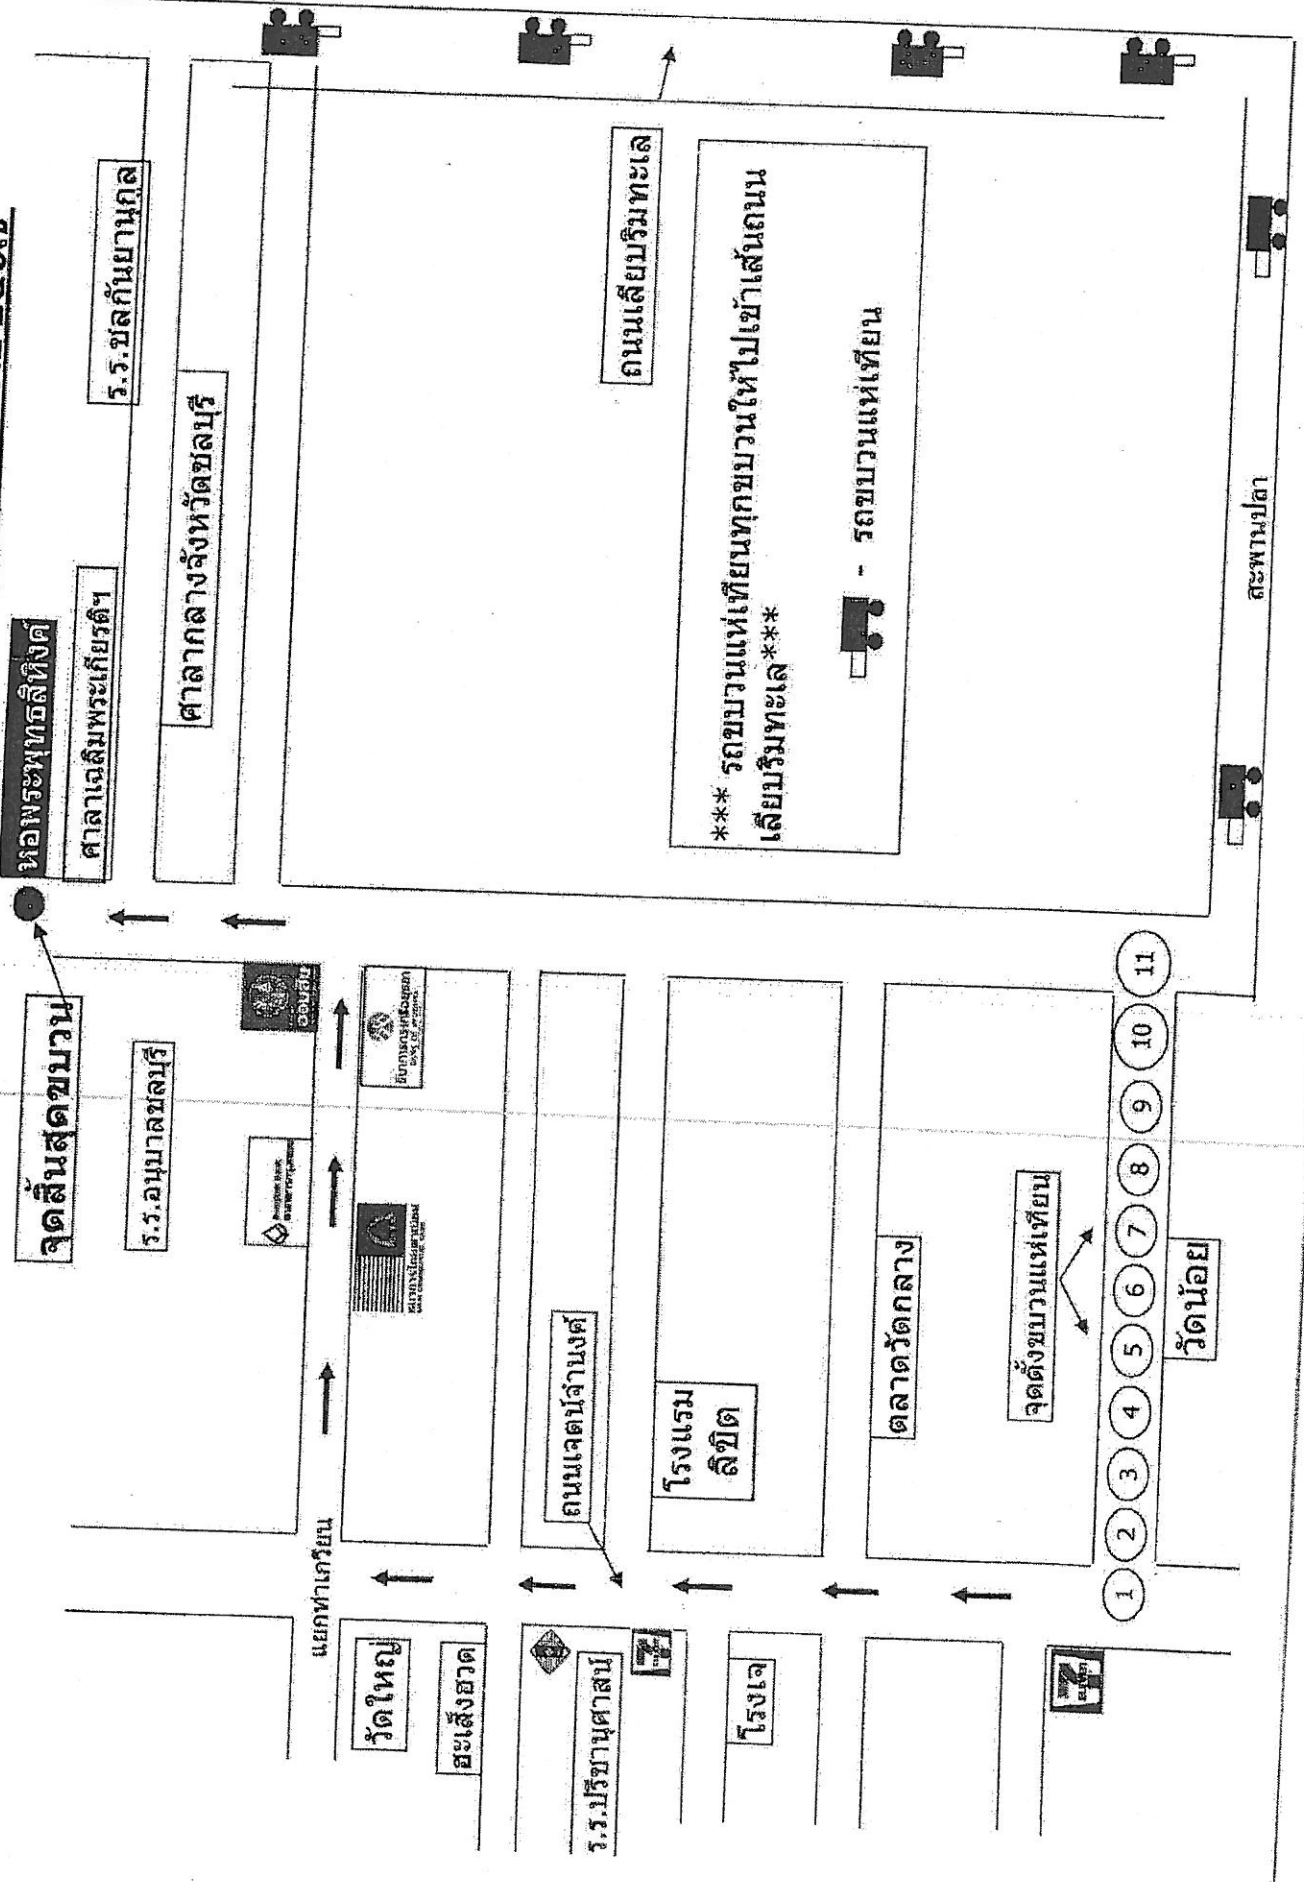 หอพระพุทธสิหิงค์
ศาลาเฉลิมพระเกียรติฯ
ร.ร.ชลกันยานุกูล
ศาลากลางจังหวัดชลบุรี
จุดสิ้นสุดขบวน
ร.ร.อนุบาลชลบุรี
ออมสิน
แยกท่าเกวียน
วัดใหญ่
ฮะเส็งฮวด
ถนนเจตน์จำนงค์
ร.ร.ปรีชานุศาสน์
โรงแรม
ลิขิต
โรงเจ
ถนนเลียบริมทะเล
*** รถขบวนแห่เทียนทุกขบวนให้ไปเข้าเส้นถนน
เลียบริมทะเล***
- รถขบวนแห่เทียน
ตลาดวัดกลาง
จุดตั้งขบวนแห่เทียน
1 2 3 4 5 6 7 8 9 10 11
วัดน้อย
สะพานปลา